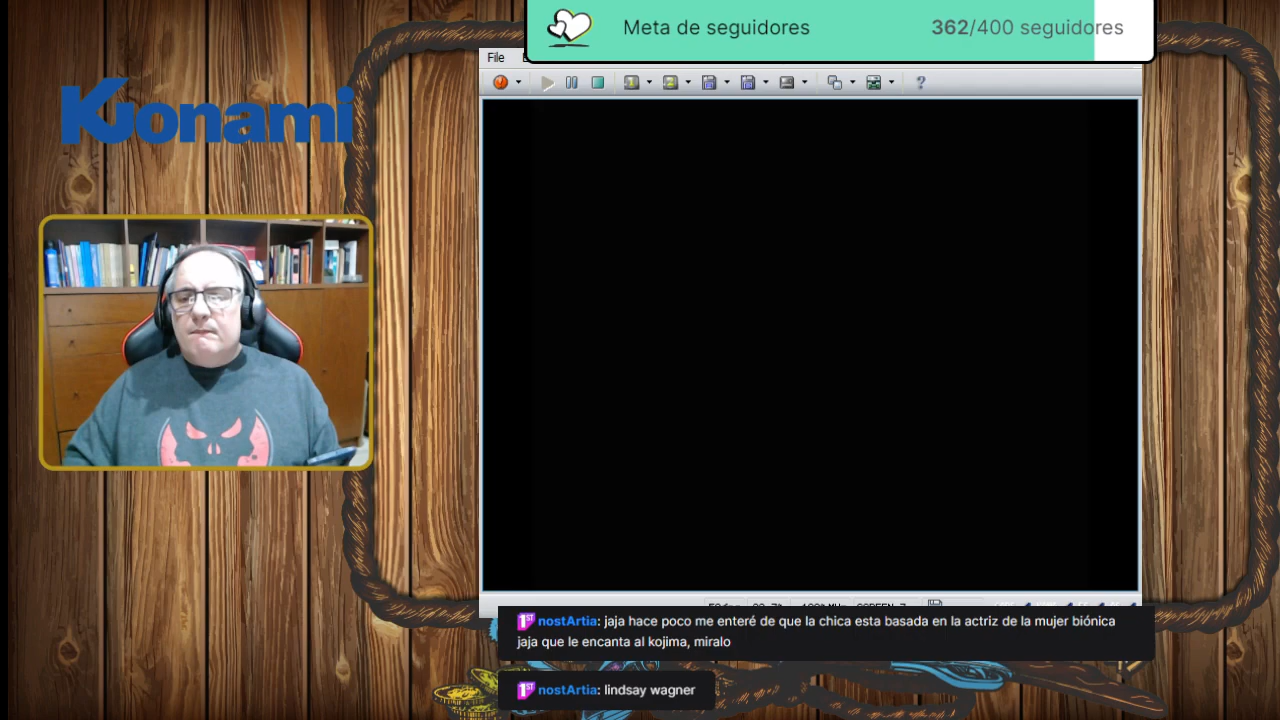 Meta de seguidores
362/400 seguidores
File
Konami
nostArtia: jaja hace poco me enteré de que la chica esta basada en la actriz de la mujer biónica
jaja que le encanta al kojima, miralo
nostArtia: lindsay wagner